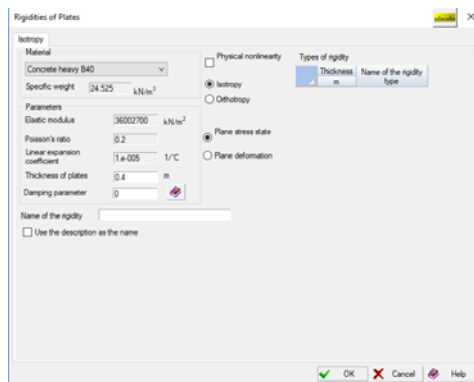 Rigidities of Plates
Isotropy
Material
Concrete heavy B40
Specific weight 24.525 kN/m³
Parameters
Elastic modulus 36002700 kN/m²
Poisson's ratio 0.2
Linear expansion
coefficient 1.e-005 1/°C
Thickness of plates 0.4 m
Damping parameter 0
Name of the rigidity
Use the description as the name
Physical nonlinearity
Isotropy
Orthotropy
Plane stress state
Plane deformation
Types of rigidity
Thickness
m
Name of the rigidity
type
OK Cancel Help